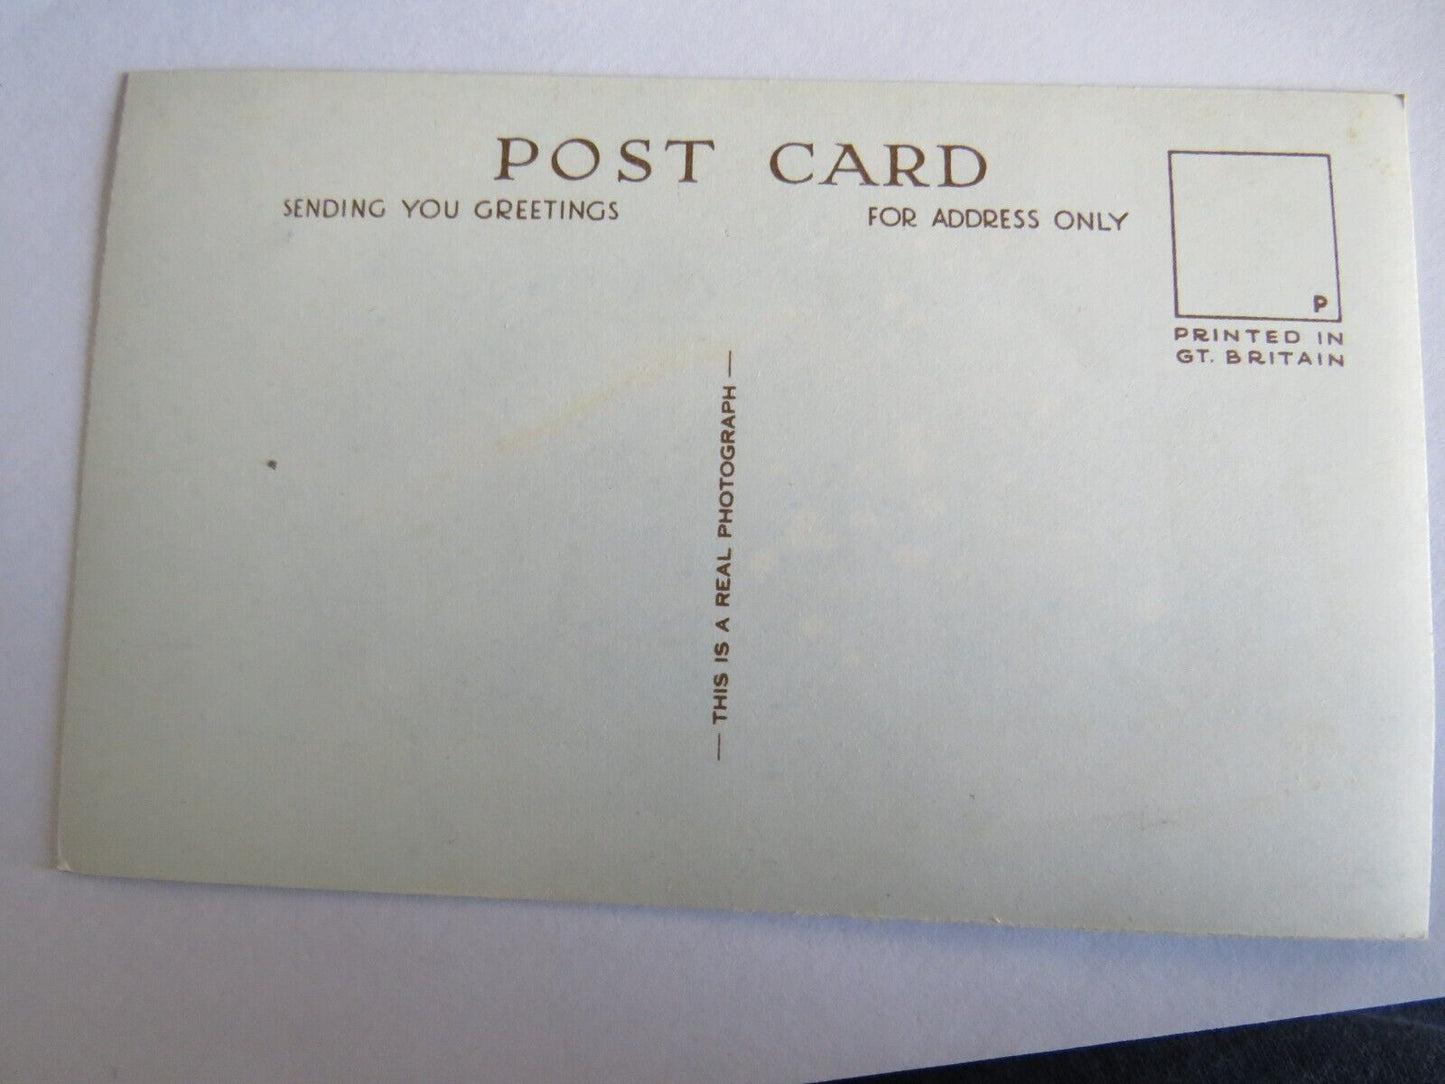 POST CARD
SENDING YOU GREETINGS
FOR ADDRESS ONLY
P
PRINTED IN
GT. BRITAIN
— THIS IS A REAL PHOTOGRAPH —